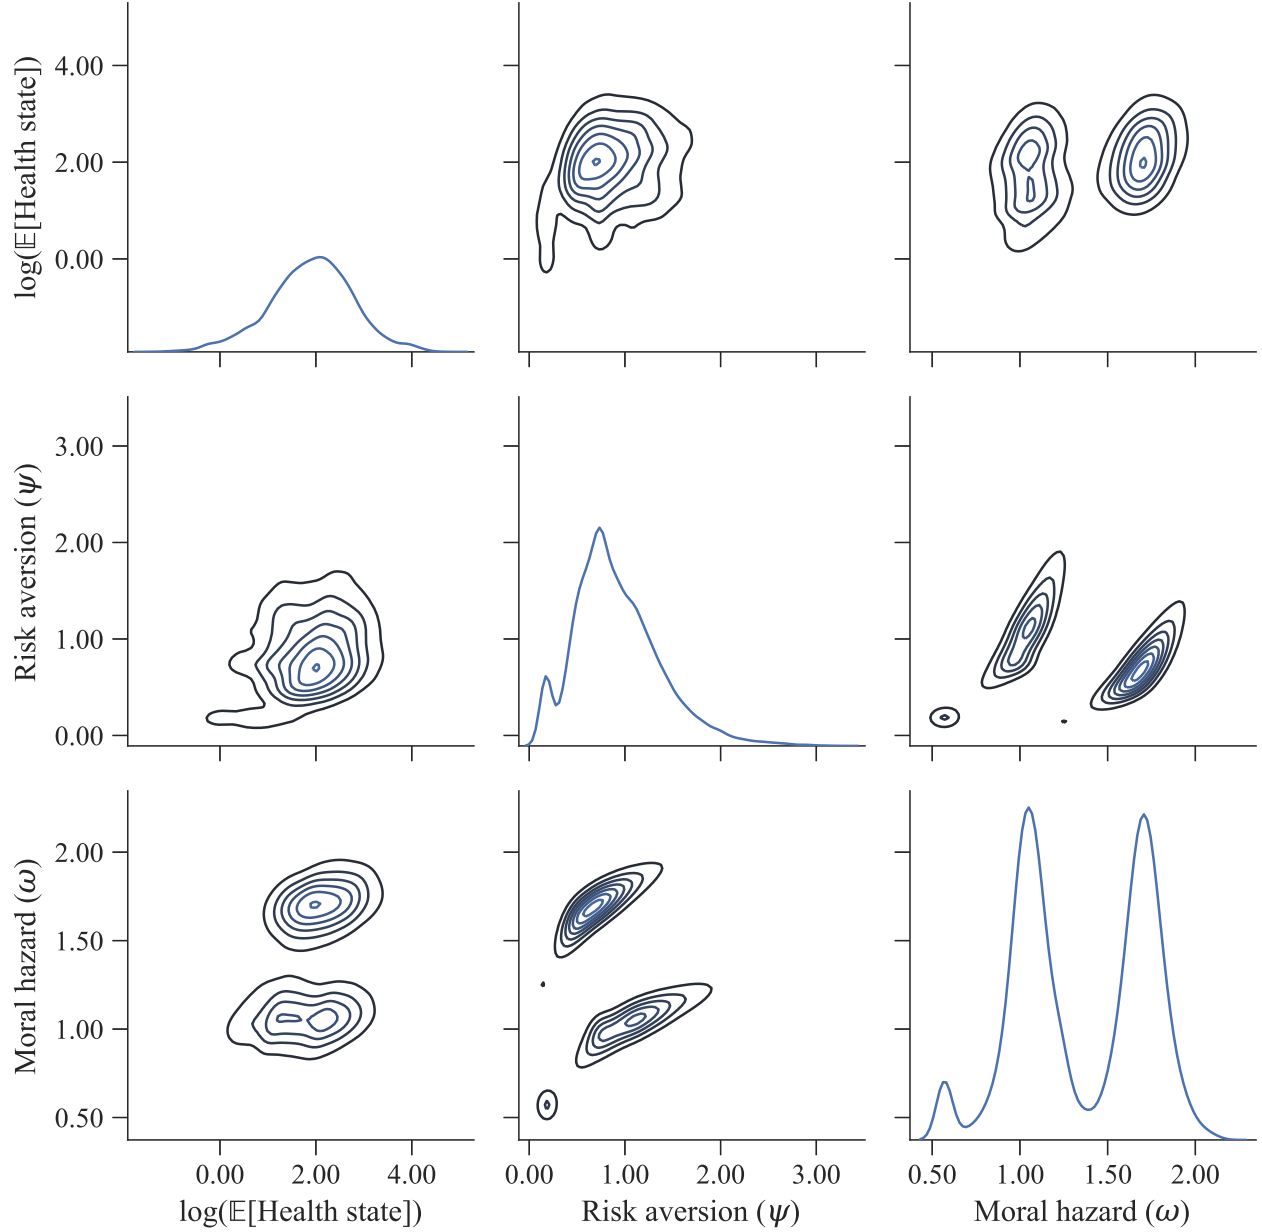 log(𝔼[Health state])
4.00
2.00
0.00
Risk aversion (ψ)
3.00
2.00
1.00
0.00
Moral hazard (ω)
2.00
1.50
1.00
0.50
0.00 2.00 4.00
0.00 1.00 2.00 3.00
0.50 1.00 1.50 2.00
log(𝔼[Health state])
Risk aversion (ψ)
Moral hazard (ω)